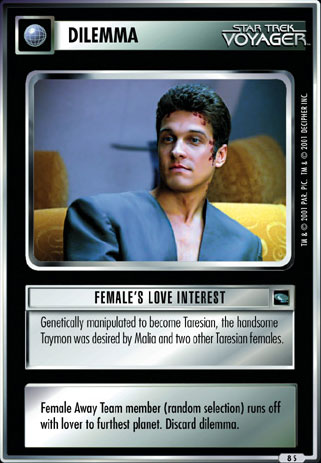 DILEMMA
STAR TREK
VOYAGER
TM & © 2001 PAR. PIC. TM & © 2001 DECIPHER INC.
FEMALE'S LOVE INTEREST
Genetically manipulated to become Taresian, the handsome
Taymon was desired by Malia and two other Taresian females.
Female Away Team member (random selection) runs off
with lover to furthest planet. Discard dilemma.
8 S